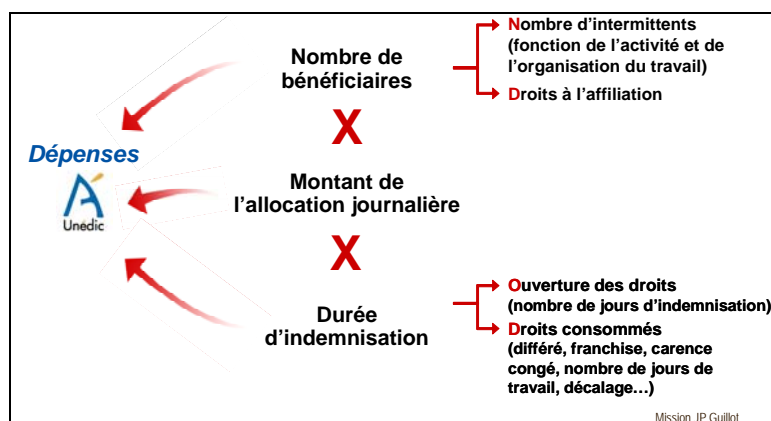 Nombre de
bénéficiaires
Nombre d'intermittents
(fonction de l'activité et de
l'organisation du travail)
Droits à l'affiliation
X
Dépenses
Unédic
Montant de
l'allocation journalière
X
Durée
d'indemnisation
Ouverture des droits
(nombre de jours d'indemnisation)
Droits consommés
(différé, franchise, carence
congé, nombre de jours de
travail, décalage…)
Mission JP Guillot